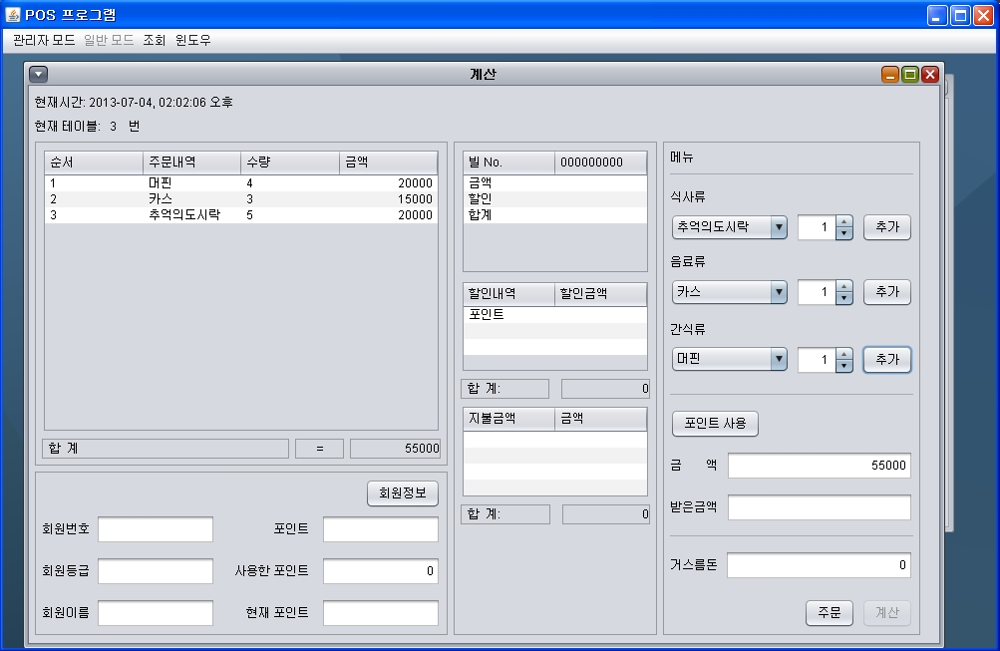 POS 프로그램
관리자 모드 일반 모드 조회 윈도우
계산
현재시간: 2013-07-04, 02:02:06 오후
현재 테이블: 3 번
순서 주문내역 수량 금액
1 머핀 4 20000
2 카스 3 15000
3 추억의도시락 5 20000
합 계 = 55000
회원정보
회원번호 포인트
회원등급 사용한 포인트 0
회원이름 현재 포인트
빌 No. 000000000
금액
할인
합계
할인내역 할인금액
포인트
합 계: 0
지불금액 금액
합 계: 0
메뉴
식사류
추억의도시락 1 추가
음료류
카스 1 추가
간식류
머핀 1 추가
포인트 사용
금 액 55000
받은금액
거스름돈 0
주문 계산